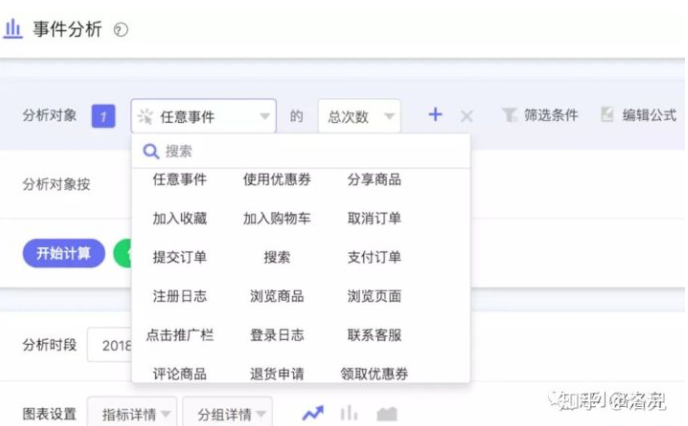 事件分析
分析对象 1 任意事件 的 总次数 筛选条件 编辑公式
搜索
任意事件 使用优惠券 分享商品
分析对象按
加入收藏 加入购物车 取消订单
开始计算 提交订单 搜索 支付订单
注册日志 浏览商品 浏览页面
分析时段 2018 点击推广栏 登录日志 联系客服
评论商品 退货申请 领取优惠券
图表设置 指标详情 分组详情
知乎